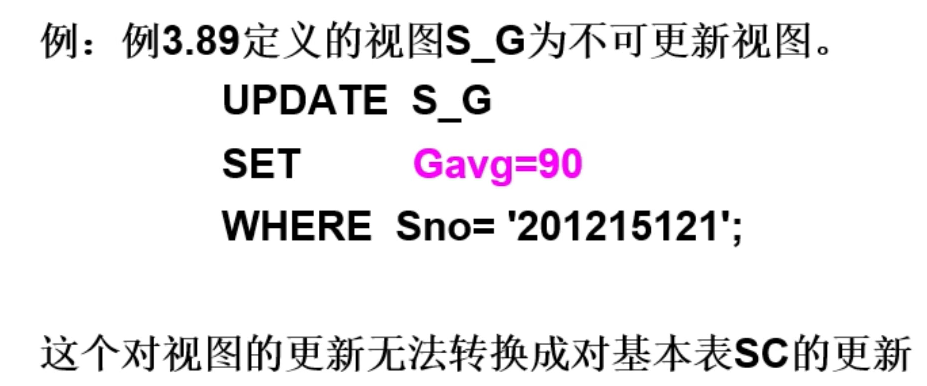 例：例3.89定义的视图S_G为不可更新视图。
UPDATE S_G
SET Gavg=90
WHERE Sno= '201215121';
这个对视图的更新无法转换成对基本表SC的更新